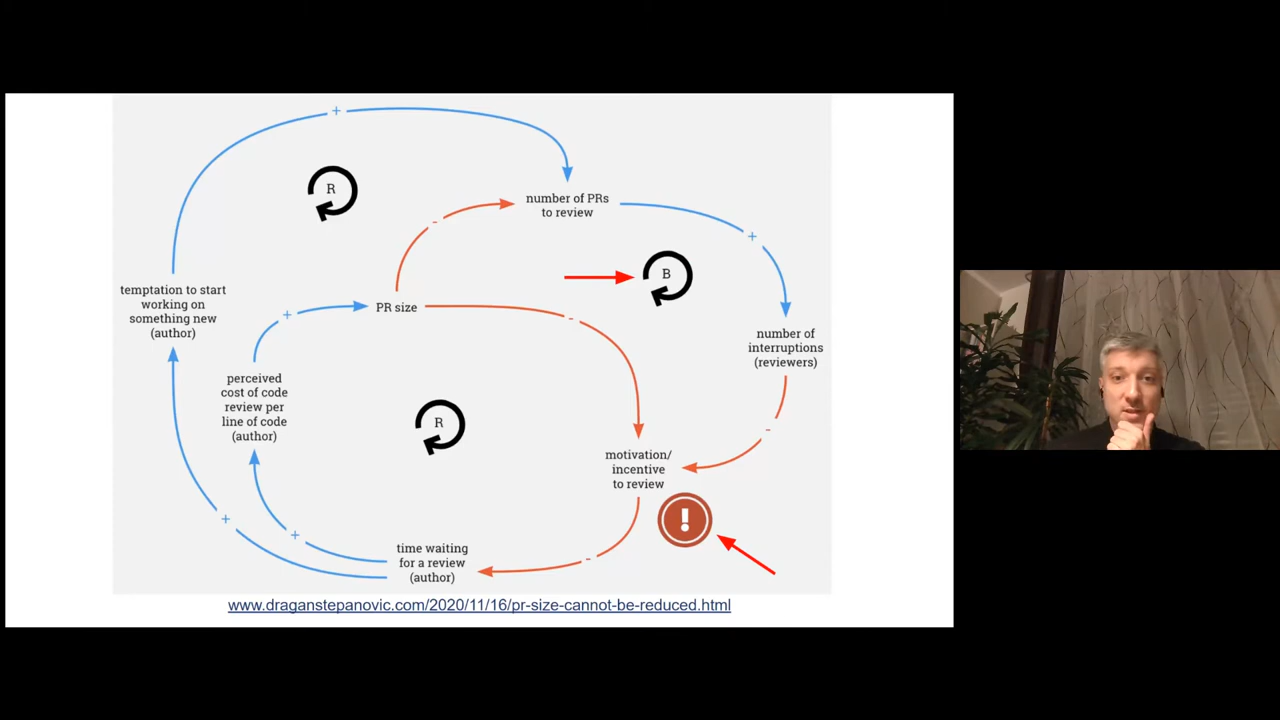 +
R
number of PRs
to review
-
+
B
temptation to start
working on
something new
(author)
+
PR size
-
number of
interruptions
(reviewers)
perceived
cost of code
review per
line of code
(author)
R
-
motivation/
incentive
to review
!
+
+
time waiting
for a review
(author)
-
www.draganstepanovic.com/2020/11/16/pr-size-cannot-be-reduced.html